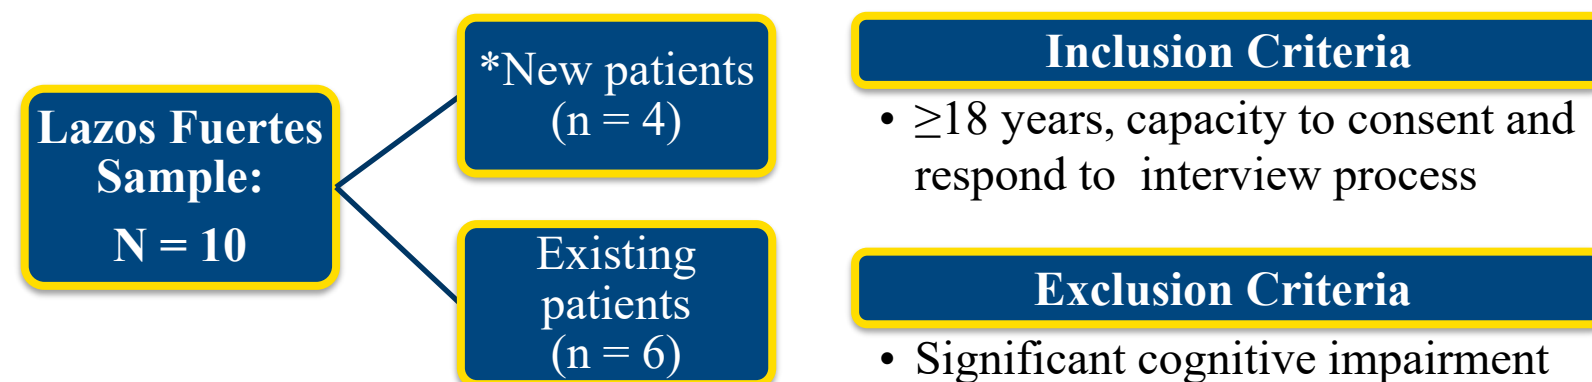 Lazos Fuertes
Sample:
N = 10
*New patients
(n = 4)
Existing
patients
(n = 6)
Inclusion Criteria
• ≥18 years, capacity to consent and
respond to interview process
Exclusion Criteria
• Significant cognitive impairment